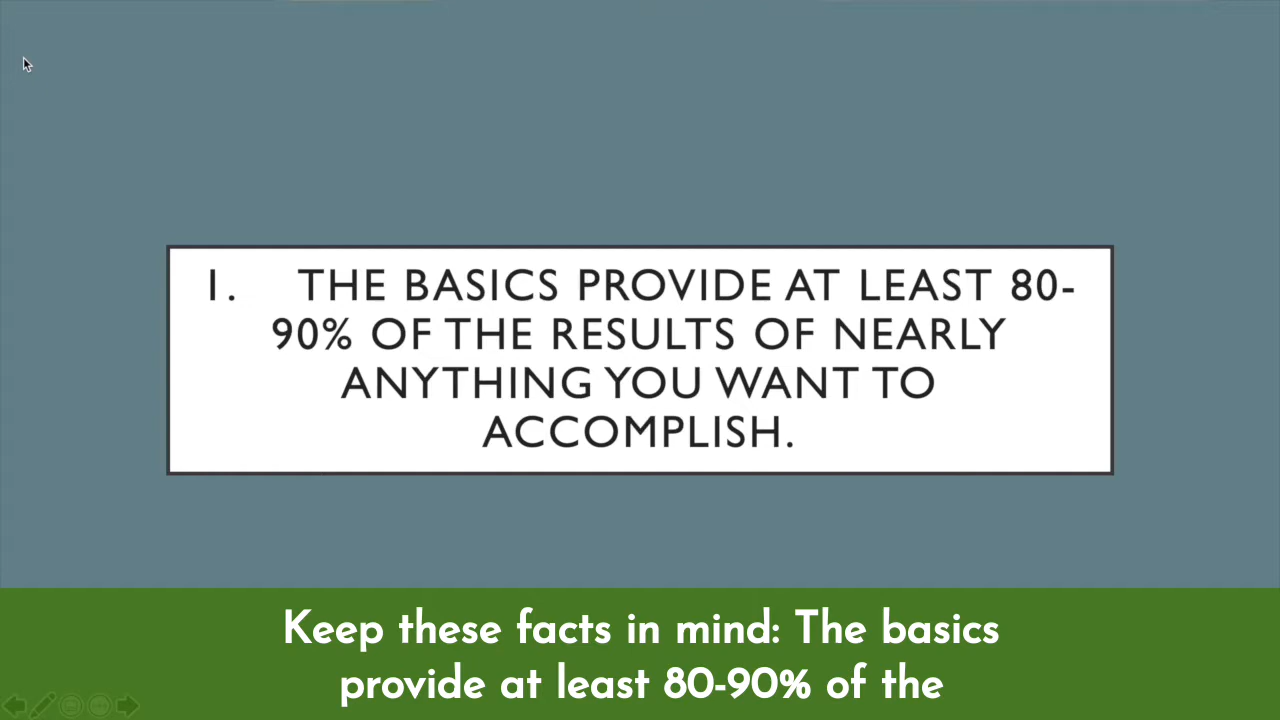 1. THE BASICS PROVIDE AT LEAST 80-
90% OF THE RESULTS OF NEARLY
ANYTHING YOU WANT TO
ACCOMPLISH.
Keep these facts in mind: The basics
provide at least 80-90% of the